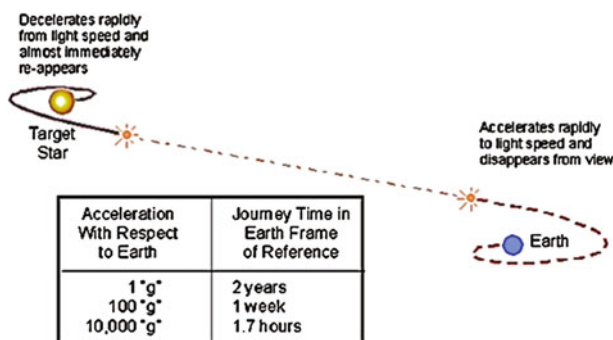 Decelerates rapidly
from light speed and
almost immediately
re-appears
Target
Star
Accelerates rapidly
to light speed and
disappears from view
Earth
Acceleration With Respect to Earth | Journey Time in Earth Frame of Reference
1 "g" 2 years
100 "g" 1 week
10,000 "g" 1.7 hours